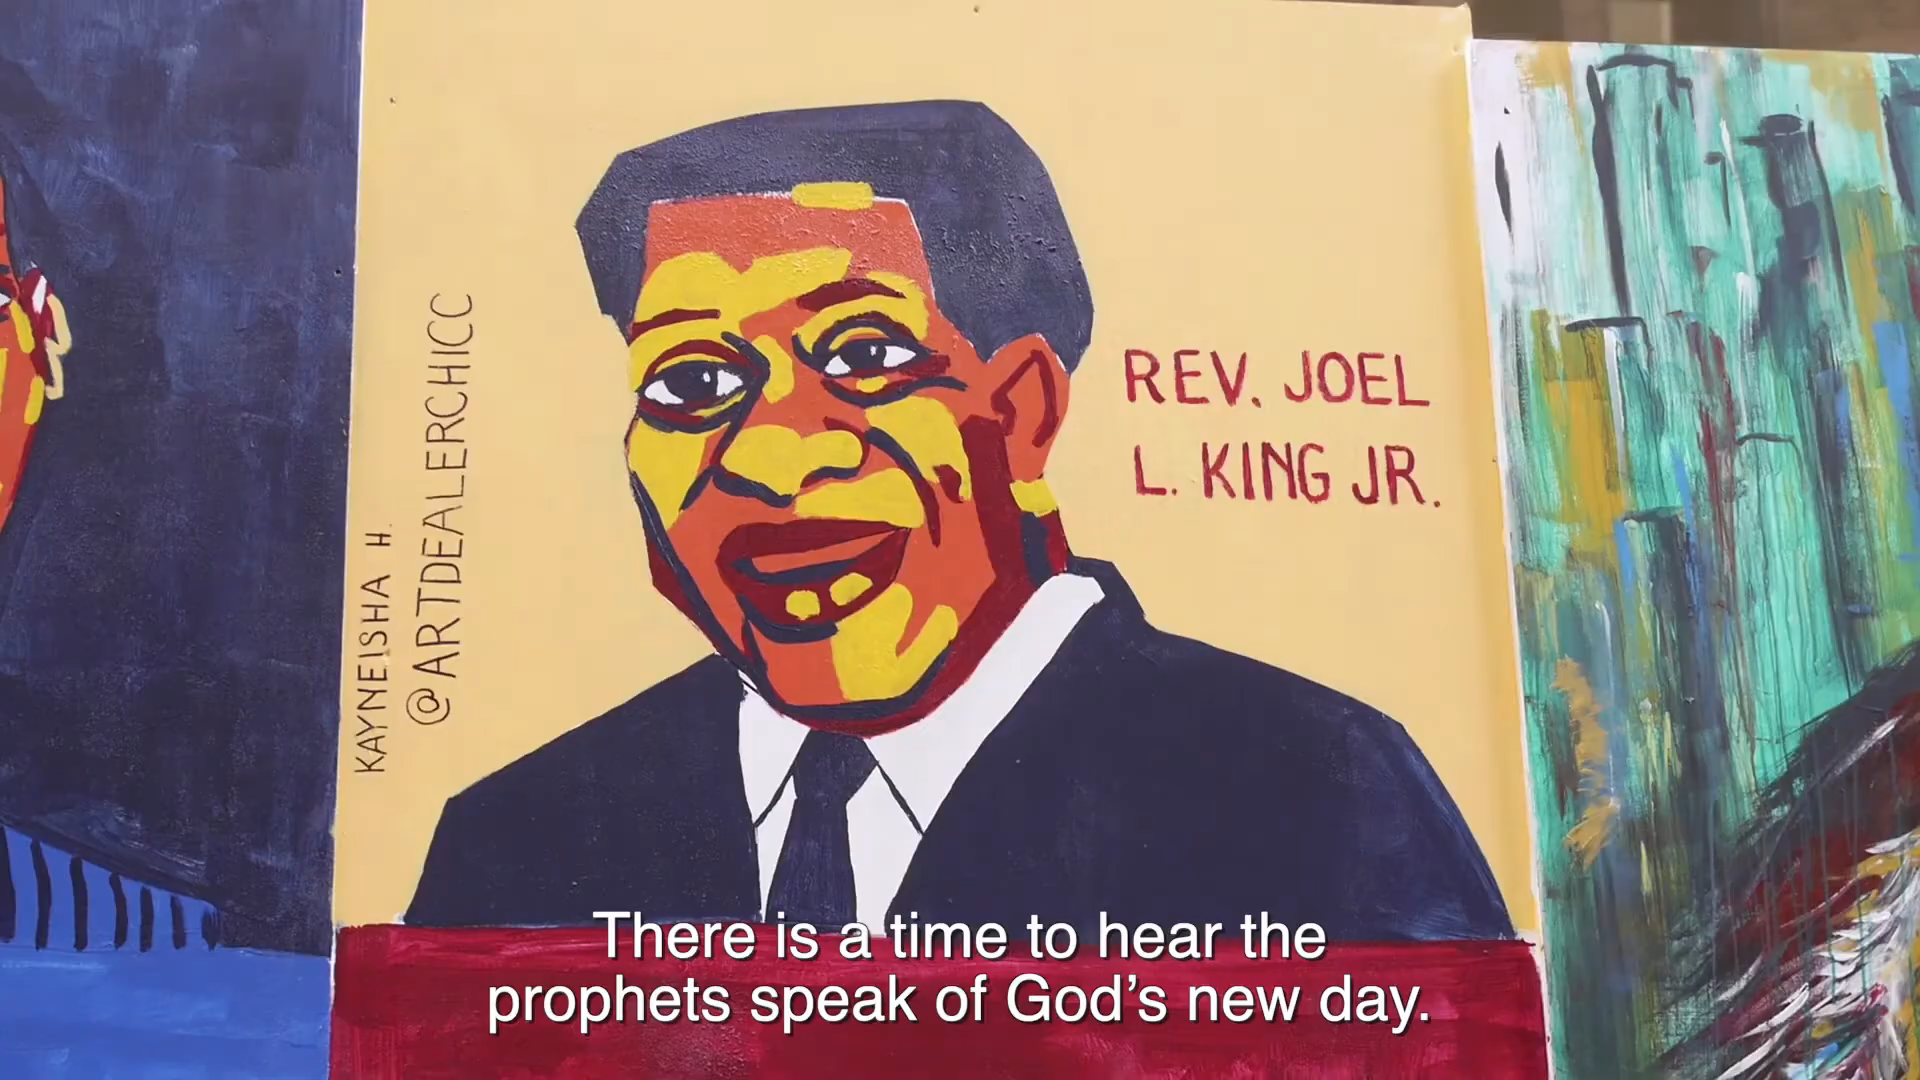 KAYNEISHA H.
@ARTDEALERCHICC
REV. JOEL
L. KING JR.
There is a time to hear the
prophets speak of God’s new day.